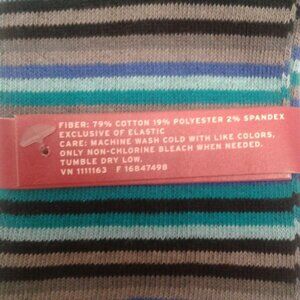 FIBER: 79% COTTON 19% POLYESTER 2% SPANDEX
EXCLUSIVE OF ELASTIC
CARE: MACHINE WASH COLD WITH LIKE COLORS,
ONLY NON-CHLORINE BLEACH WHEN NEEDED.
TUMBLE DRY LOW.
VN 1111163 F 16847498